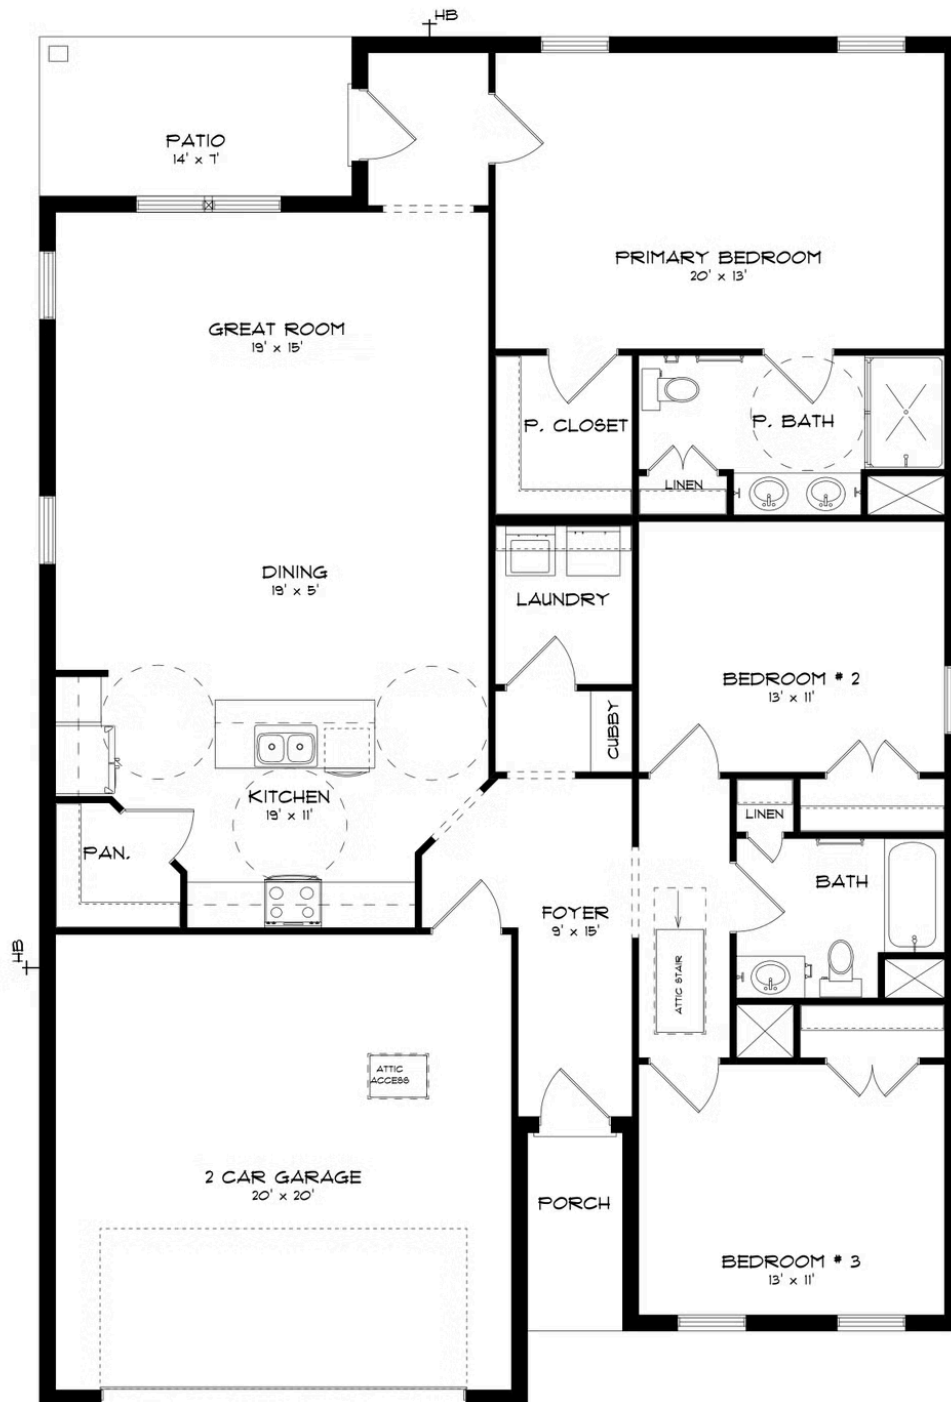 HB
PATIO
14' x 7'
PRIMARY BEDROOM
20' x 13'
GREAT ROOM
19' x 15'
P. CLOSET
P. BATH
LINEN
DINING
19' x 5'
LAUNDRY
BEDROOM # 2
13' x 11'
CUBBY
KITCHEN
19' x 11'
LINEN
PAN.
BATH
FOYER
9' x 15'
HB
ATTIC STAIR
ATTIC
ACCESS
2 CAR GARAGE
20' x 20'
PORCH
BEDROOM # 3
13' x 11'